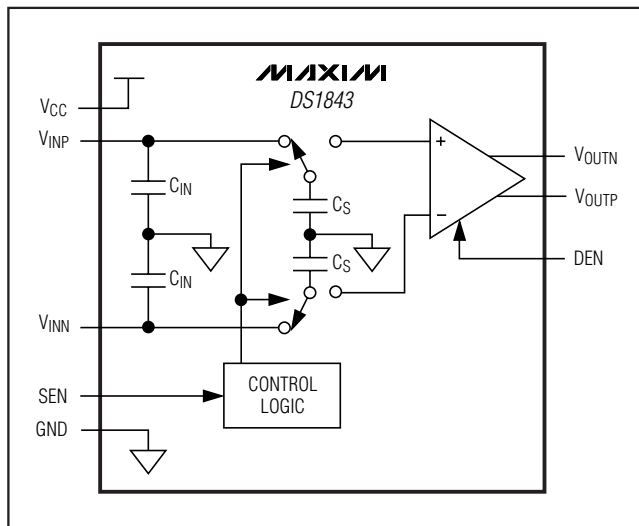 MAXIM
DS1843
VCC
VINP
CIN
CS
+
VOUTN
VOUTP
CS
−
CIN
DEN
VINN
SEN
CONTROL
LOGIC
GND